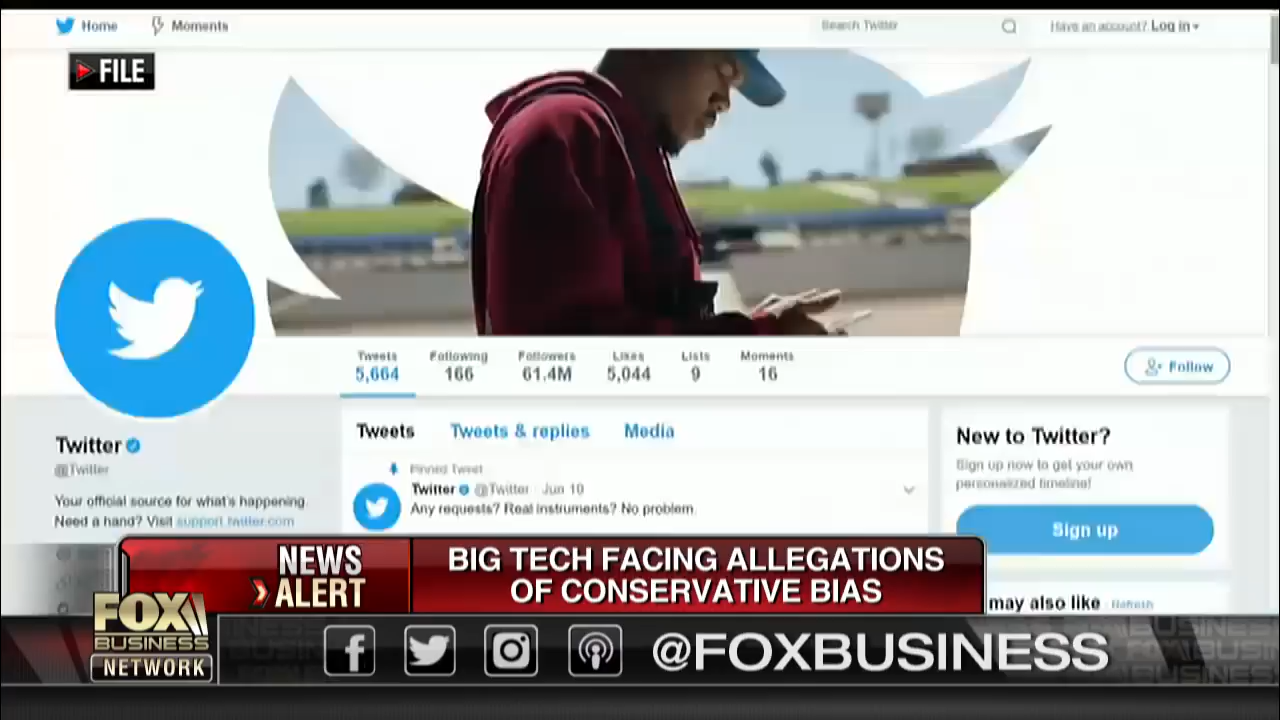 Home Moments Search Twitter Have an account? Log in
FILE
Tweets Following Followers Likes Lists Moments
5,664 166 61.4M 5,044 9 16
Follow
Twitter
@Twitter
Your official source for what's happening.
Need a hand? Visit support.twitter.com
Tweets Tweets & replies Media
Pinned Tweet
Twitter @Twitter · Jun 10
Any requests? Real instruments? No problem.
New to Twitter?
Sign up now to get your own
personalized timeline!
Sign up
may also like · Refresh
NEWS
ALERT
BIG TECH FACING ALLEGATIONS
OF CONSERVATIVE BIAS
FOX
BUSINESS
NETWORK
@FOXBUSINESS